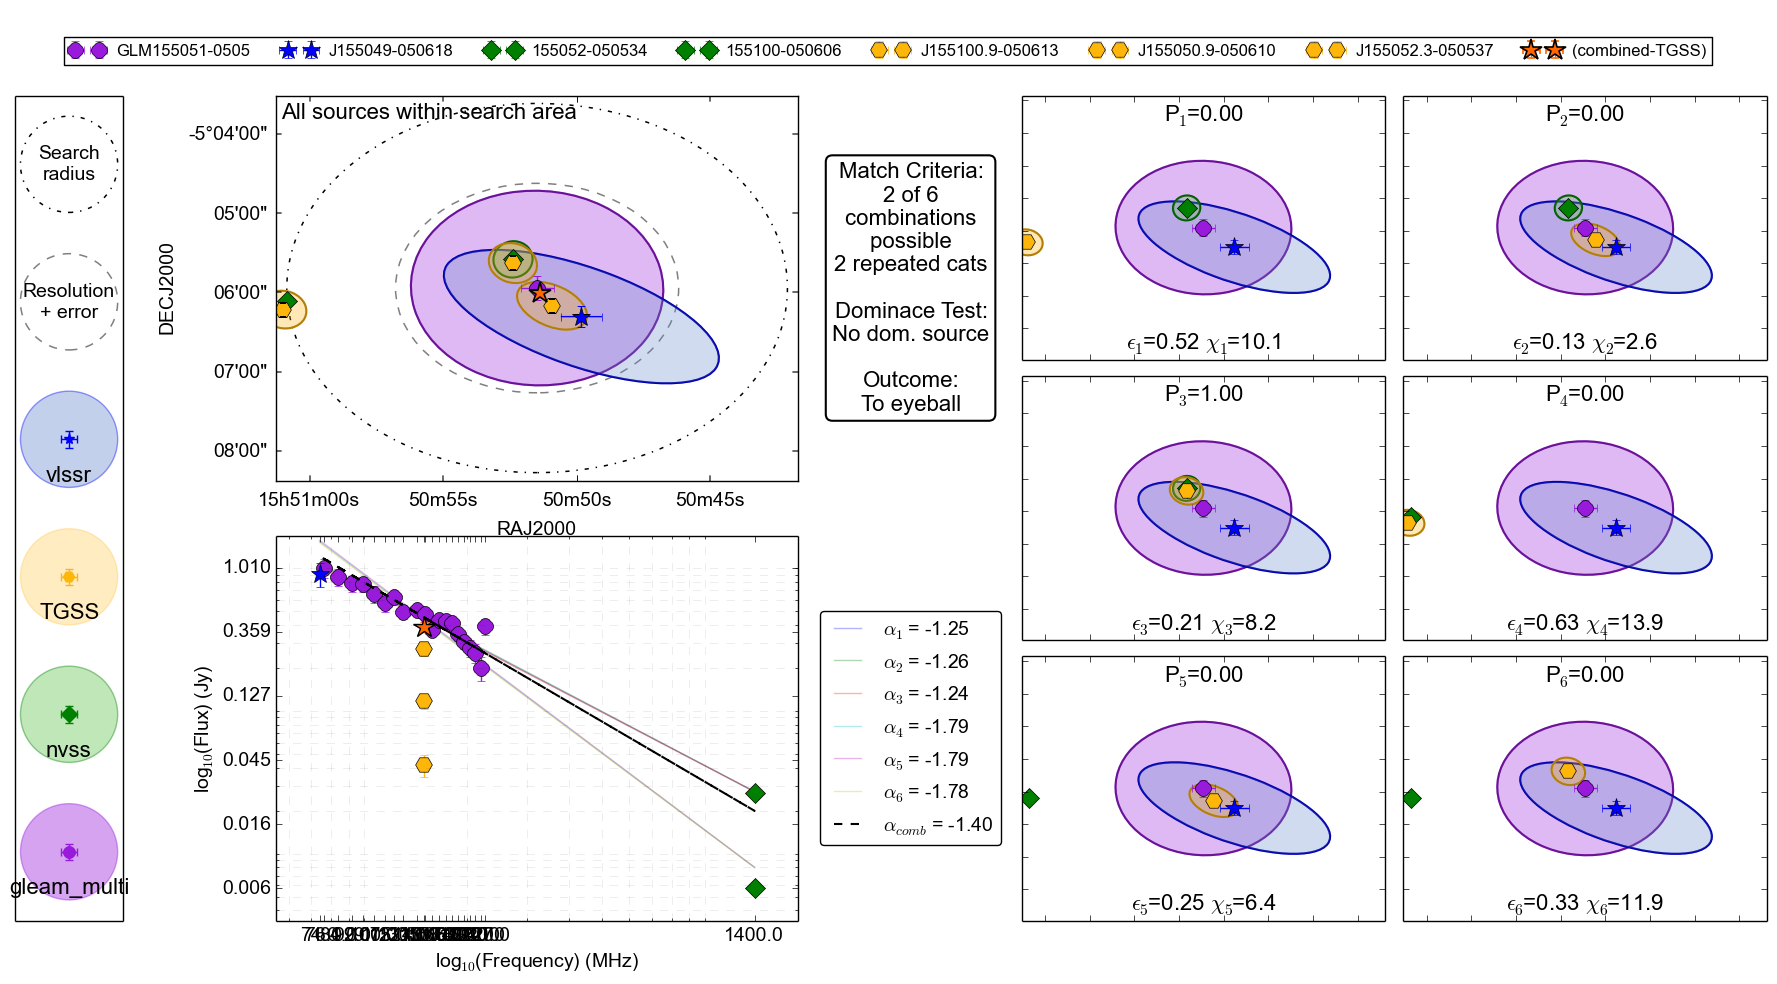 GLM155051-0505 J155049-050618 155052-050534 155100-050606 J155100.9-050613 J155050.9-050610 J155052.3-050537 (combined-TGSS)
Search
radius
Resolution
+ error
vlssr
TGSS
nvss
gleam_multi
All sources within search area
DECJ2000
-5°04'00"
05'00"
06'00"
07'00"
08'00"
15h51m00s 50m55s 50m50s 50m45s
RAJ2000
Match Criteria:
2 of 6
combinations
possible
2 repeated cats
Dominace Test:
No dom. source
Outcome:
To eyeball
log10(Flux) (Jy)
1.010
0.359
0.127
0.045
0.016
0.006
1400.0
log10(Frequency) (MHz)
α1 = -1.25
α2 = -1.26
α3 = -1.24
α4 = -1.79
α5 = -1.79
α6 = -1.78
αcomb = -1.40
P1=0.00
ϵ1=0.52 χ1=10.1
P2=0.00
ϵ2=0.13 χ2=2.6
P3=1.00
ϵ3=0.21 χ3=8.2
P4=0.00
ϵ4=0.63 χ4=13.9
P5=0.00
ϵ5=0.25 χ5=6.4
P6=0.00
ϵ6=0.33 χ6=11.9